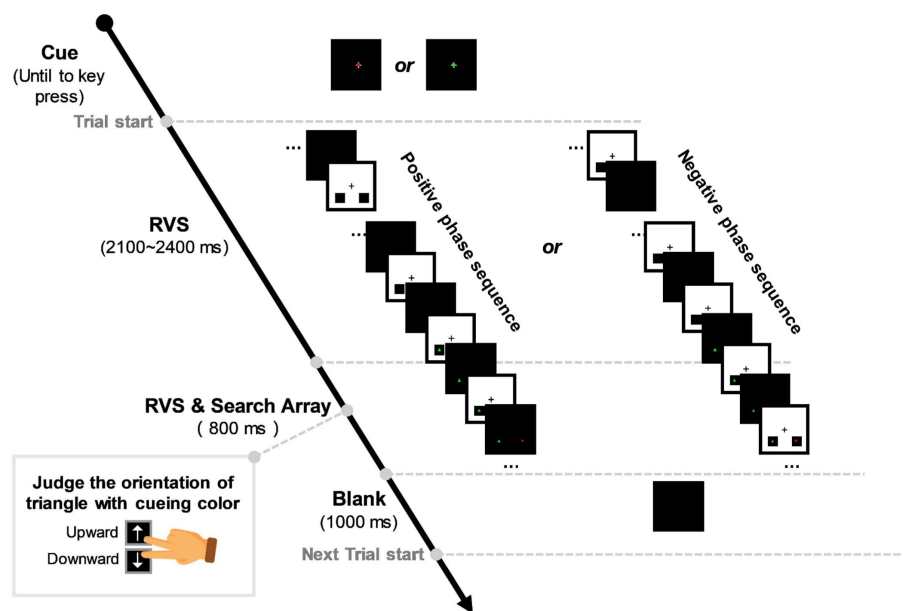 Cue
(Until to key
press)
or
Trial start
...
...
Positive phase sequence
Negative phase sequence
RVS
(2100~2400 ms)
...
or
...
RVS & Search Array
( 800 ms )
...
...
Judge the orientation of
triangle with cueing color
Upward ↑
Downward ↓
Blank
(1000 ms)
Next Trial start